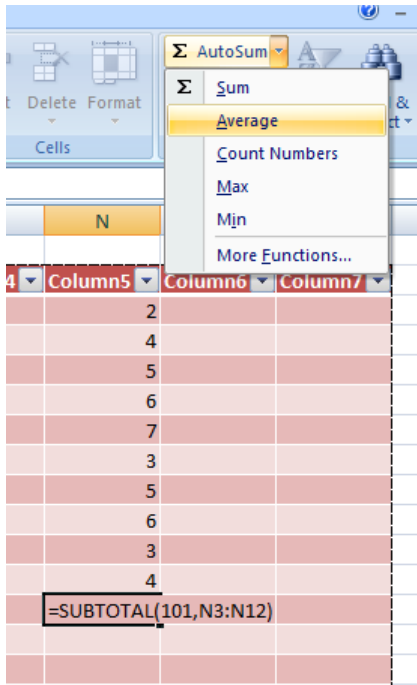 Σ AutoSum
Delete Format
&
Cells
Σ Sum
Average
Count Numbers
Max
Min
More Functions...
N
4 Column5 Column6 Column7
2
4
5
6
7
3
5
6
3
4
=SUBTOTAL(101,N3:N12)